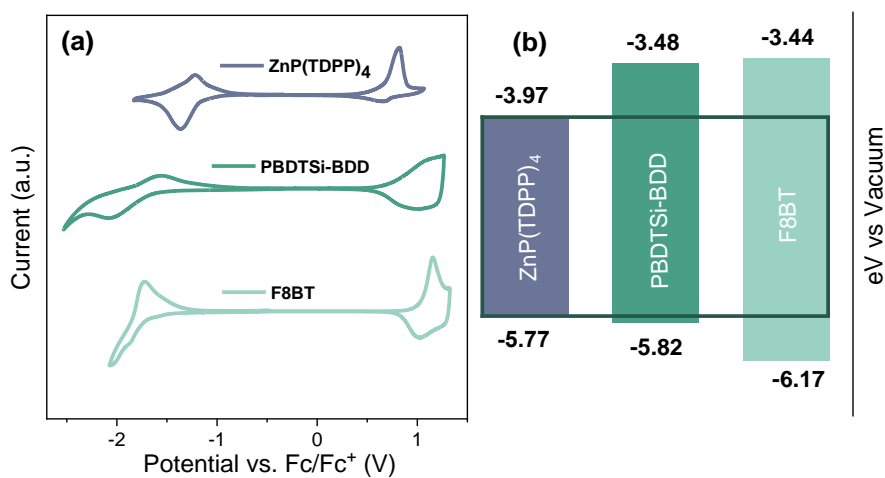 (a)
ZnP(TDPP)4
PBDTSi-BDD
F8BT
Current (a.u.)
-2
-1
0
1
Potential vs. Fc/Fc+ (V)
(b)
-3.97
-3.48
-3.44
ZnP(TDPP)4
PBDTSi-BDD
F8BT
-5.77
-5.82
-6.17
eV vs Vacuum